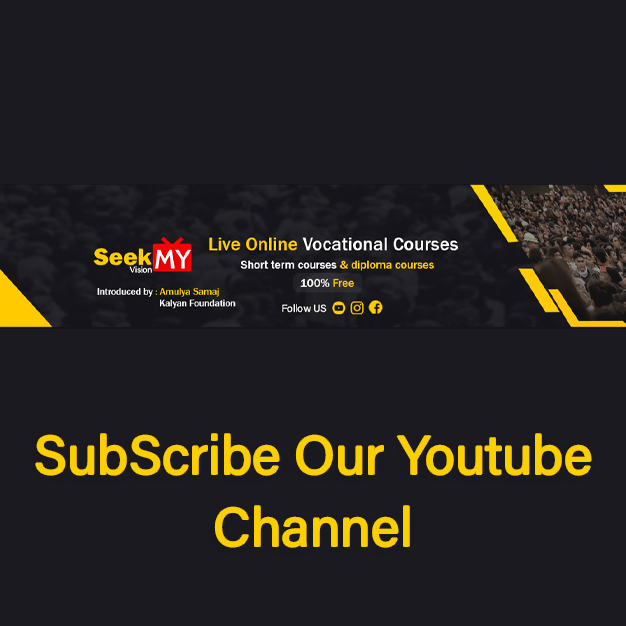 Live Online Vocational Courses
Seek MY
Vision
Short term courses & diploma courses
100% Free
Introduced by : Amulya Samaj
Kalyan Foundation
Follow US
SubScribe Our Youtube
Channel